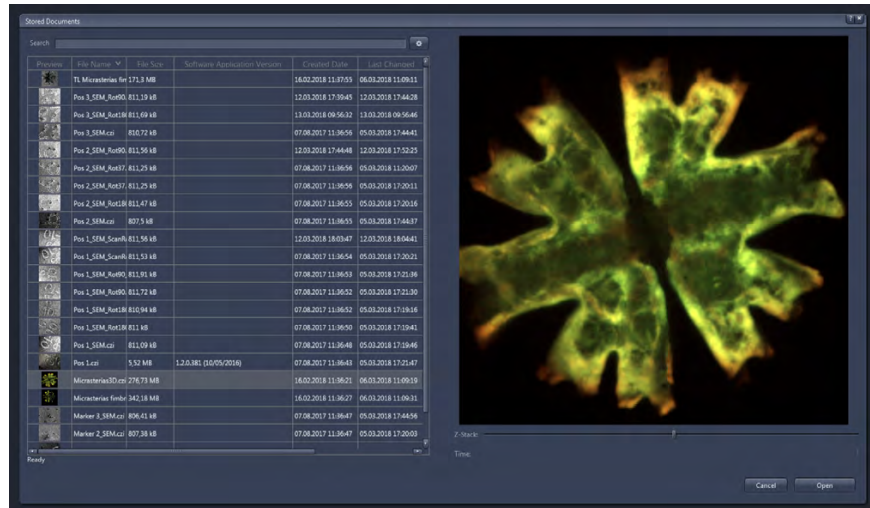 Stored Documents
Search
Preview File Name File Size Software Application Version Created Date Last Changed
TL Micrasterias fim 171,3 MB 16.02.2018 11:37:55 06.03.2018 11:09:11
Pos 3_SEM_Rot90. 811,19 kB 12.03.2018 17:39:45 12.03.2018 17:44:28
Pos 3_SEM_Rot18( 811,69 kB 13.03.2018 09:56:32 13.03.2018 09:56:46
Pos 3_SEM.czi 810,72 kB 07.08.2017 11:36:56 05.03.2018 17:44:41
Pos 2_SEM_Rot90. 811,56 kB 12.03.2018 17:44:48 12.03.2018 17:52:25
Pos 2_SEM_Rot37. 811,25 kB 07.08.2017 11:36:56 05.03.2018 11:20:07
Pos 2_SEM_Rot37. 811,25 kB 07.08.2017 11:36:56 05.03.2018 17:20:11
Pos 2_SEM_Rot18( 811,47 kB 07.08.2017 11:36:55 05.03.2018 17:20:16
Pos 2_SEM.czi 807,5 kB 07.08.2017 11:36:55 05.03.2018 17:44:37
Pos 1_SEM_ScanR 811,56 kB 12.03.2018 18:03:47 12.03.2018 18:04:41
Pos 1_SEM_ScanR 811,53 kB 07.08.2017 11:36:54 05.03.2018 17:20:21
Pos 1_SEM_Rot90_ 811,91 kB 07.08.2017 11:36:53 05.03.2018 17:21:36
Pos 1_SEM_Rot90. 811,72 kB 07.08.2017 11:36:52 05.03.2018 17:21:30
Pos 1_SEM_Rot18( 810,94 kB 07.08.2017 11:36:52 05.03.2018 17:19:16
Pos 1_SEM_Rot18( 811 kB 07.08.2017 11:36:50 05.03.2018 17:19:41
Pos 1_SEM.czi 811,09 kB 07.08.2017 11:36:48 05.03.2018 17:19:46
Pos 1.czi 5,52 MB 1.2.0.381 (10/05/2016) 07.08.2017 11:36:43 05.03.2018 17:21:47
Micrasterias3D.czi 276,73 MB 16.02.2018 11:36:21 06.03.2018 11:09:19
Micrasterias fimbr 342,18 MB 16.02.2018 11:36:27 06.03.2018 11:09:31
Marker 3_SEM.czi 806,41 kB 07.08.2017 11:36:47 05.03.2018 17:44:56
Marker 2_SEM.czi 807,38 kB 07.08.2017 11:36:47 05.03.2018 17:20:03
Ready
Z-Stack:
Time:
Cancel Open